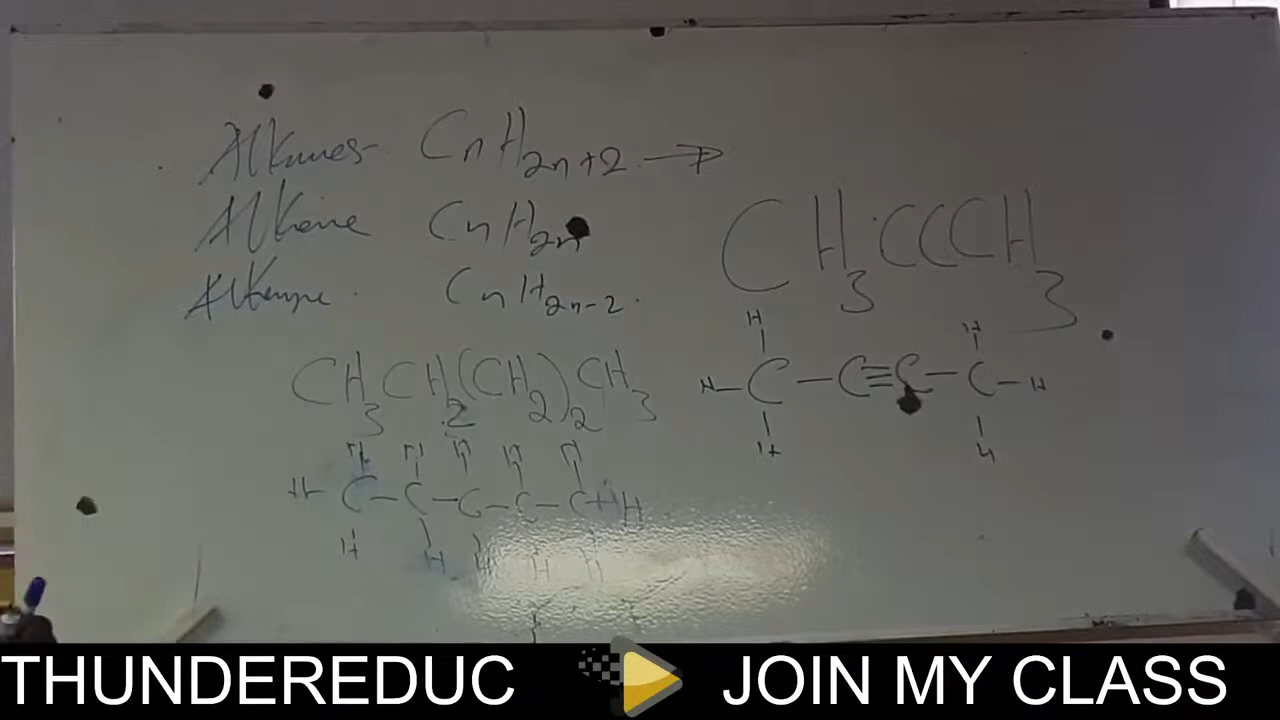 Alkanes- CnH2n+2 →
Alkene CnH2n
Alkyne CnH2n-2.
CH3CCCH3
CH3CH2(CH2)2CH3
H H
H-C-C≡C-C-H
H H
H H H H H
H-C-C-C-C-C-H
H H H H H
THUNDEREDUC JOIN MY CLASS